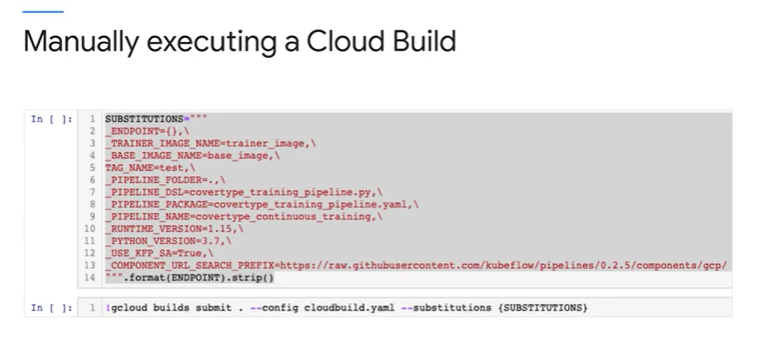 Manually executing a Cloud Build
In [ ]:
1 SUBSTITUTIONS="""
2 _ENDPOINT={},\
3 _TRAINER_IMAGE_NAME=trainer_image,\
4 _BASE_IMAGE_NAME=base_image,\
5 TAG_NAME=test,\
6 _PIPELINE_FOLDER=.,\
7 _PIPELINE_DSL=covertype_training_pipeline.py,\
8 _PIPELINE_PACKAGE=covertype_training_pipeline.yaml,\
9 _PIPELINE_NAME=covertype_continuous_training,\
10 _RUNTIME_VERSION=1.15,\
11 _PYTHON_VERSION=3.7,\
12 _USE_KFP_SA=True,\
13 _COMPONENT_URL_SEARCH_PREFIX=https://raw.githubusercontent.com/kubeflow/pipelines/0.2.5/components/gcp/
14 """.format(ENDPOINT).strip()
In [ ]:
1 !gcloud builds submit . --config cloudbuild.yaml --substitutions {SUBSTITUTIONS}